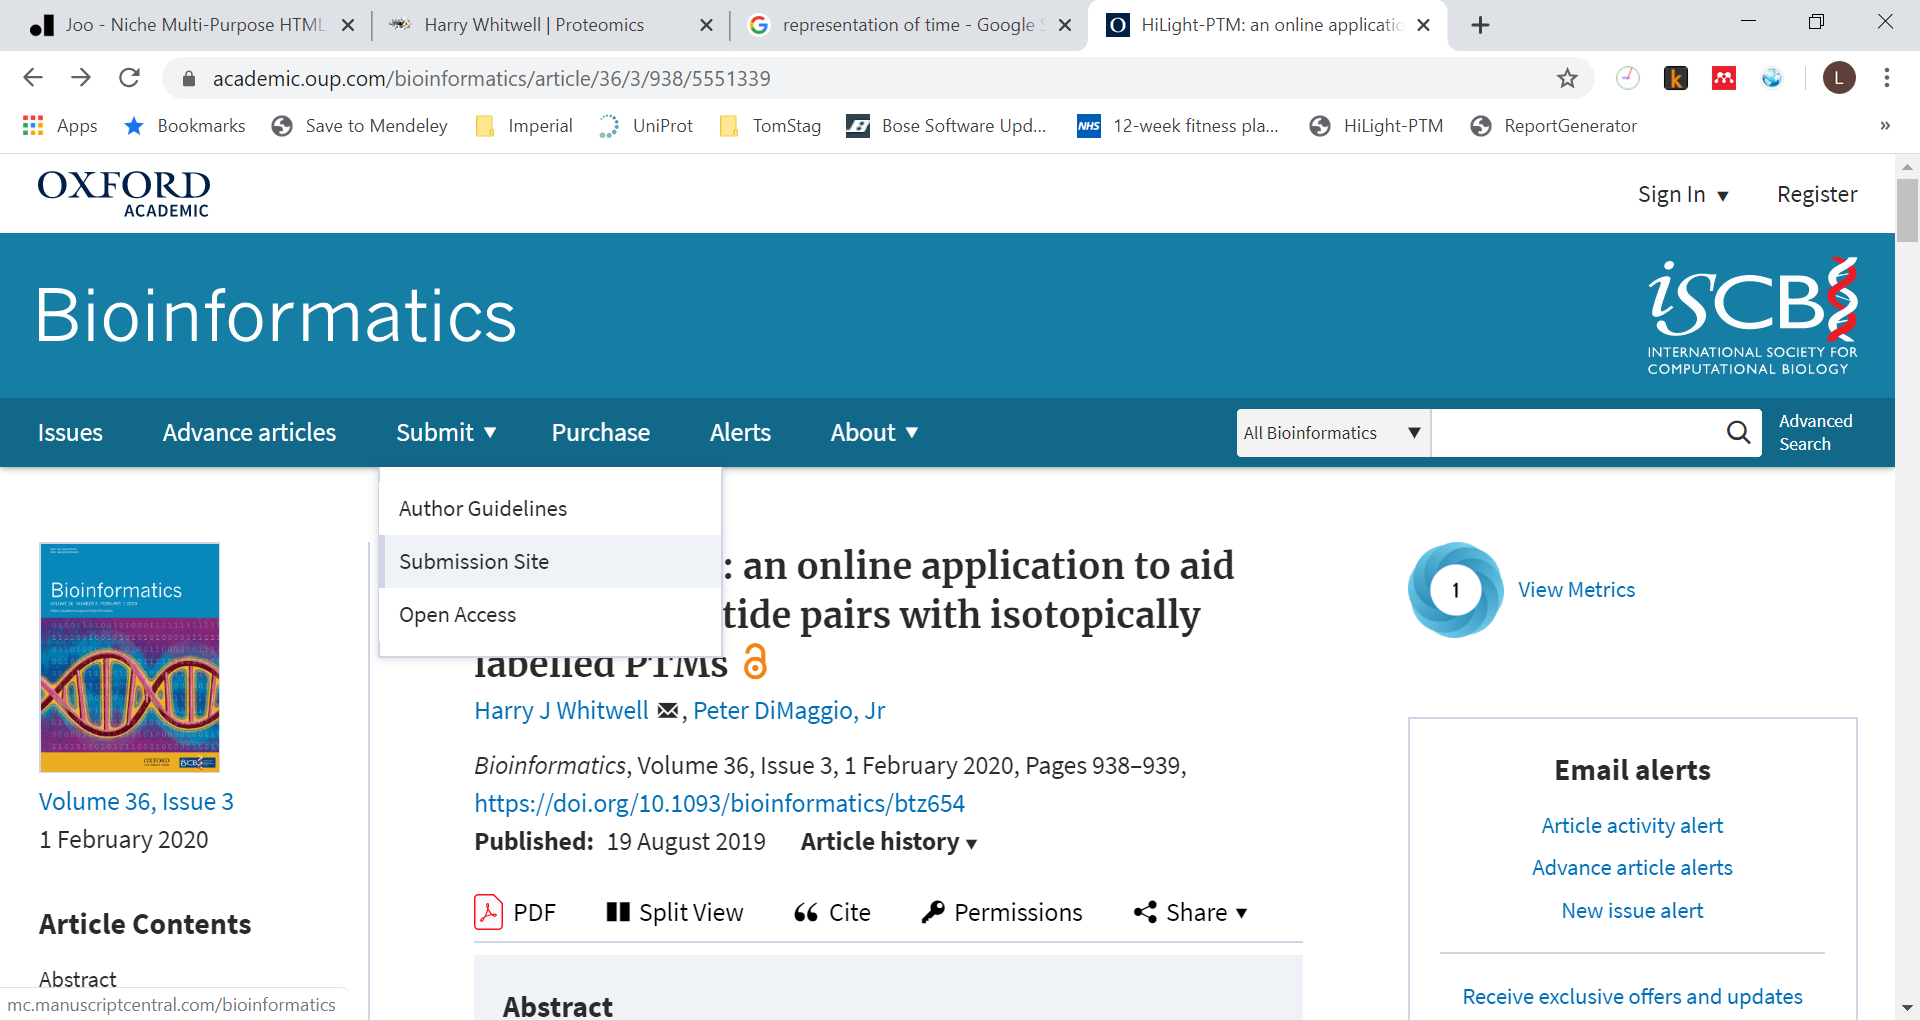 Joo - Niche Multi-Purpose HTML
Harry Whitwell | Proteomics
representation of time - Google S
HiLight-PTM: an online applicatio
academic.oup.com/bioinformatics/article/36/3/938/5551339
L
Apps
Bookmarks
Save to Mendeley
Imperial
UniProt
TomStag
Bose Software Upd...
NHS
12-week fitness pla...
HiLight-PTM
ReportGenerator
»
OXFORD
ACADEMIC
Sign In ▼
Register
Bioinformatics
iSCB
INTERNATIONAL SOCIETY FOR
COMPUTATIONAL BIOLOGY
Issues
Advance articles
Submit ▼
Purchase
Alerts
About ▼
All Bioinformatics ▼
Advanced
Search
Author Guidelines
Submission Site
Open Access
: an online application to aid
tide pairs with isotopically
labelled PTMs
Harry J Whitwell , Peter DiMaggio, Jr
Bioinformatics, Volume 36, Issue 3, 1 February 2020, Pages 938–939,
https://doi.org/10.1093/bioinformatics/btz654
Published: 19 August 2019 Article history ▼
PDF
Split View
Cite
Permissions
Share ▼
Abstract
Bioinformatics
OXFORD
ISCB
Volume 36, Issue 3
1 February 2020
Article Contents
Abstract
mc.manuscriptcentral.com/bioinformatics
1
View Metrics
Email alerts
Article activity alert
Advance article alerts
New issue alert
Receive exclusive offers and updates